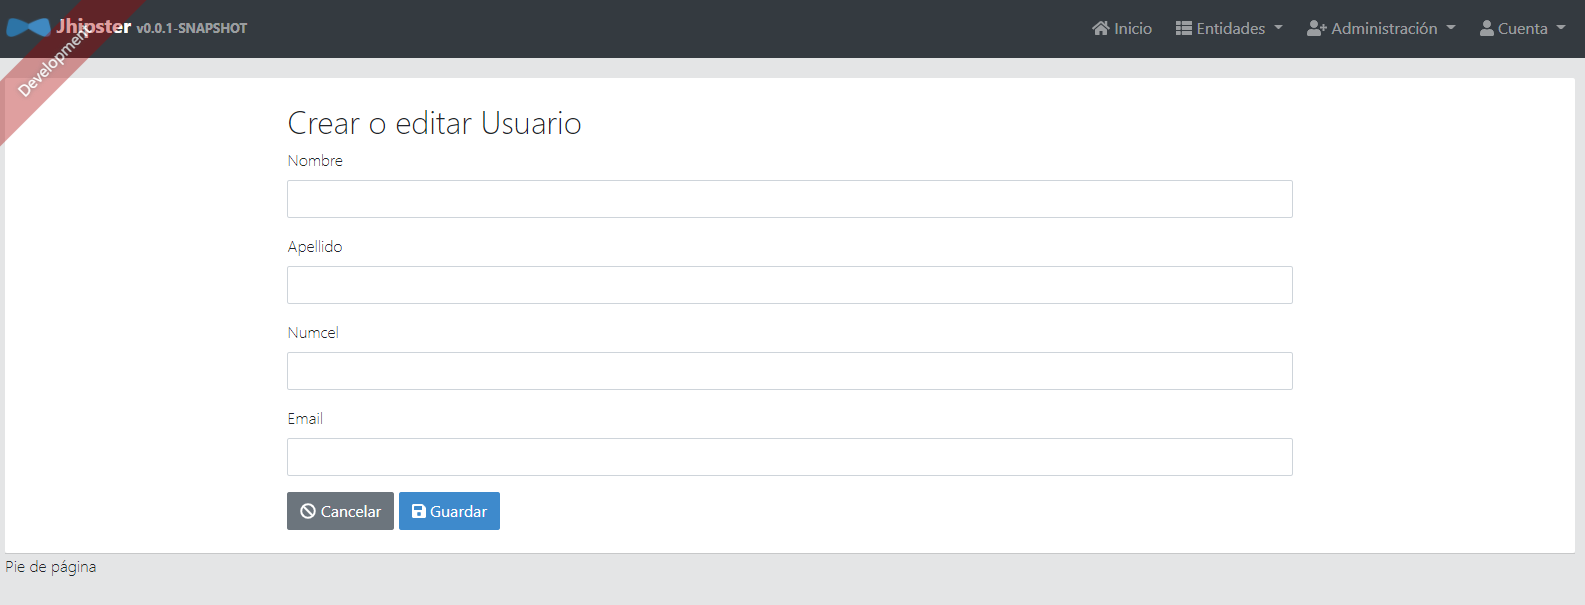 Jhipster v0.0.1-SNAPSHOT
Development
Inicio Entidades Administración Cuenta
Crear o editar Usuario
Nombre
Apellido
Numcel
Email
Cancelar Guardar
Pie de página